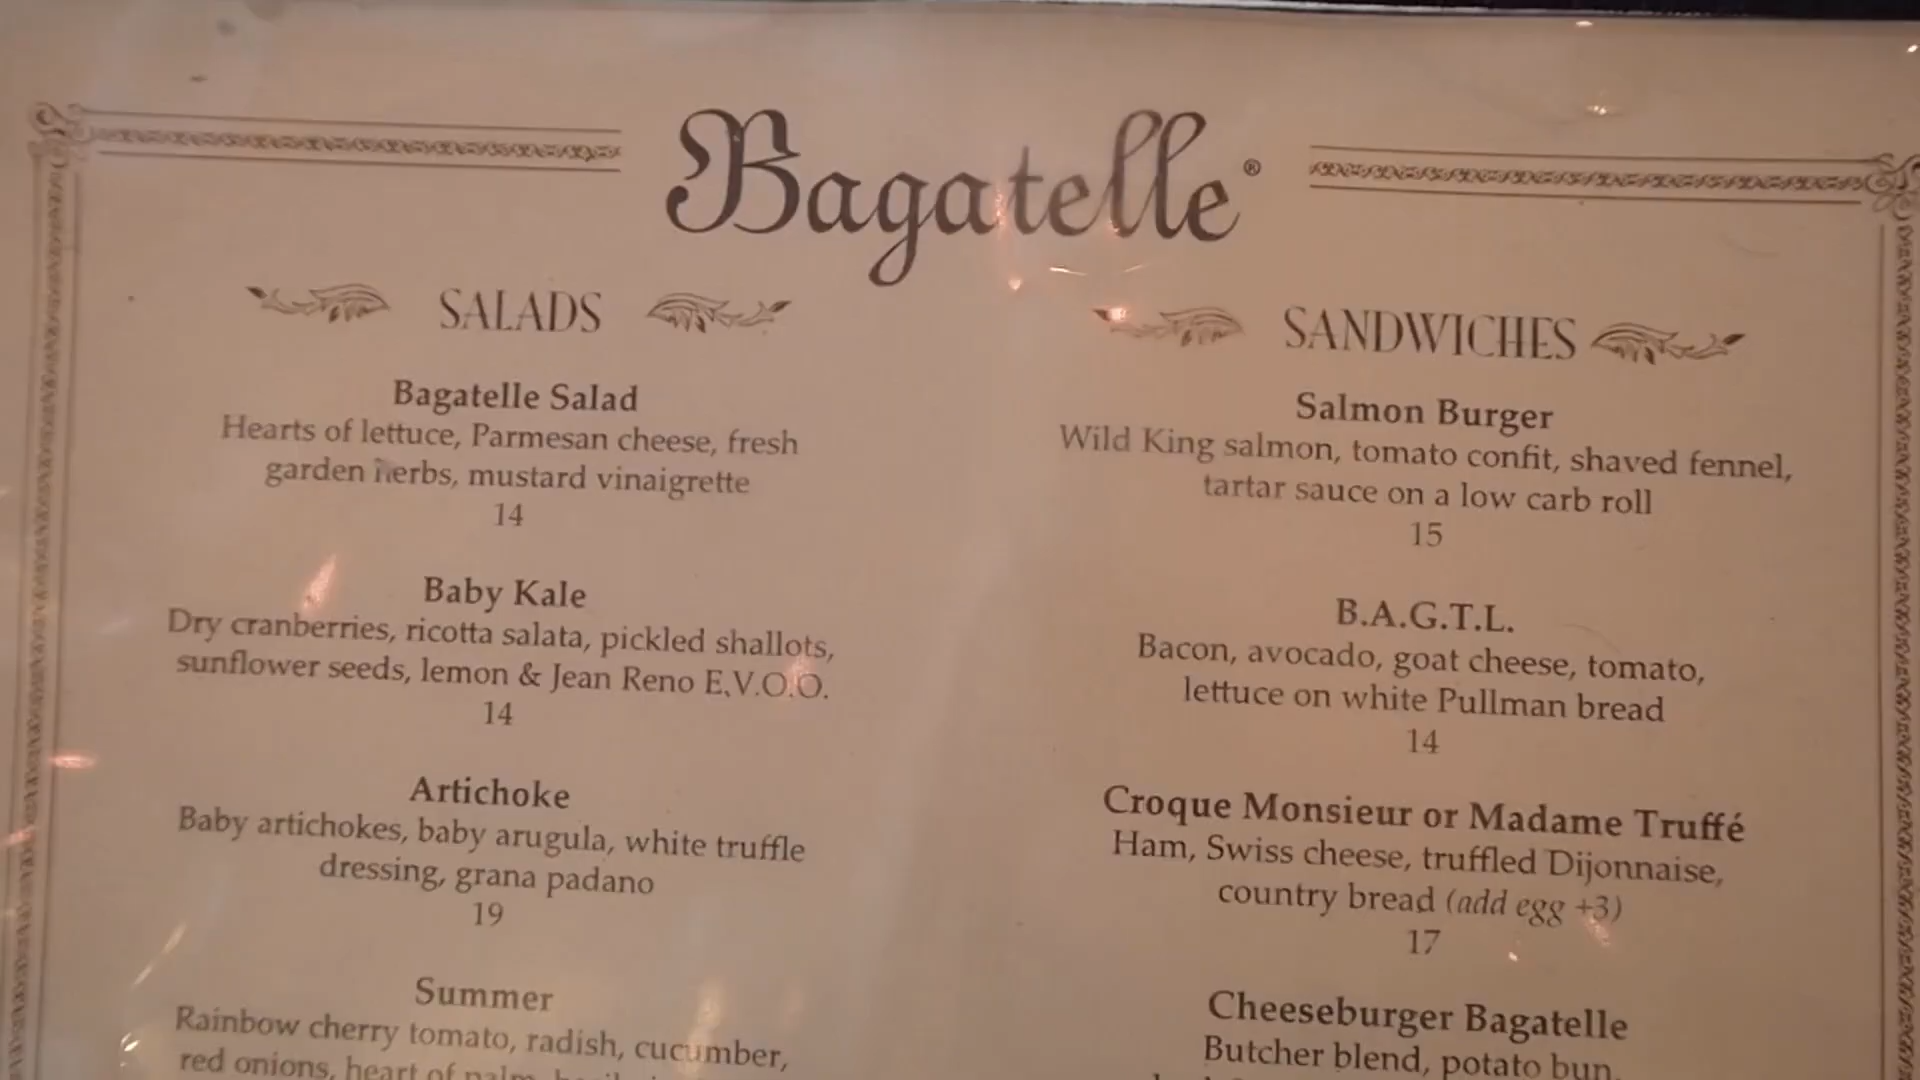 Bagatelle®
SALADS
Bagatelle Salad
Hearts of lettuce, Parmesan cheese, fresh
garden herbs, mustard vinaigrette
14
Baby Kale
Dry cranberries, ricotta salata, pickled shallots,
sunflower seeds, lemon & Jean Reno E.V.O.O.
14
Artichoke
Baby artichokes, baby arugula, white truffle
dressing, grana padano
19
Summer
Rainbow cherry tomato, radish, cucumber,
red onions, heart of palm,
SANDWICHES
Salmon Burger
Wild King salmon, tomato confit, shaved fennel,
tartar sauce on a low carb roll
15
B.A.G.T.L.
Bacon, avocado, goat cheese, tomato,
lettuce on white Pullman bread
14
Croque Monsieur or Madame Truffé
Ham, Swiss cheese, truffled Dijonnaise,
country bread (add egg +3)
17
Cheeseburger Bagatelle
Butcher blend, potato bun,